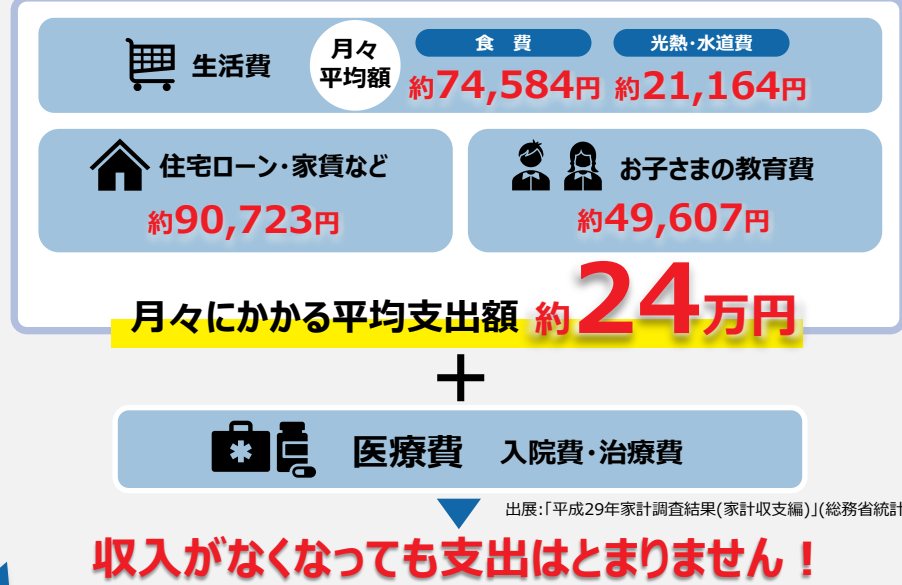 生活費
月々
平均額
食 費
約74,584円
光熱・水道費
約21,164円
住宅ローン・家賃など
約90,723円
お子さまの教育費
約49,607円
月々にかかる平均支出額 約24万円
+
医療費 入院費・治療費
出展:「平成29年家計調査結果(家計収支編)」(総務省統計
収入がなくなっても支出はとまりません！